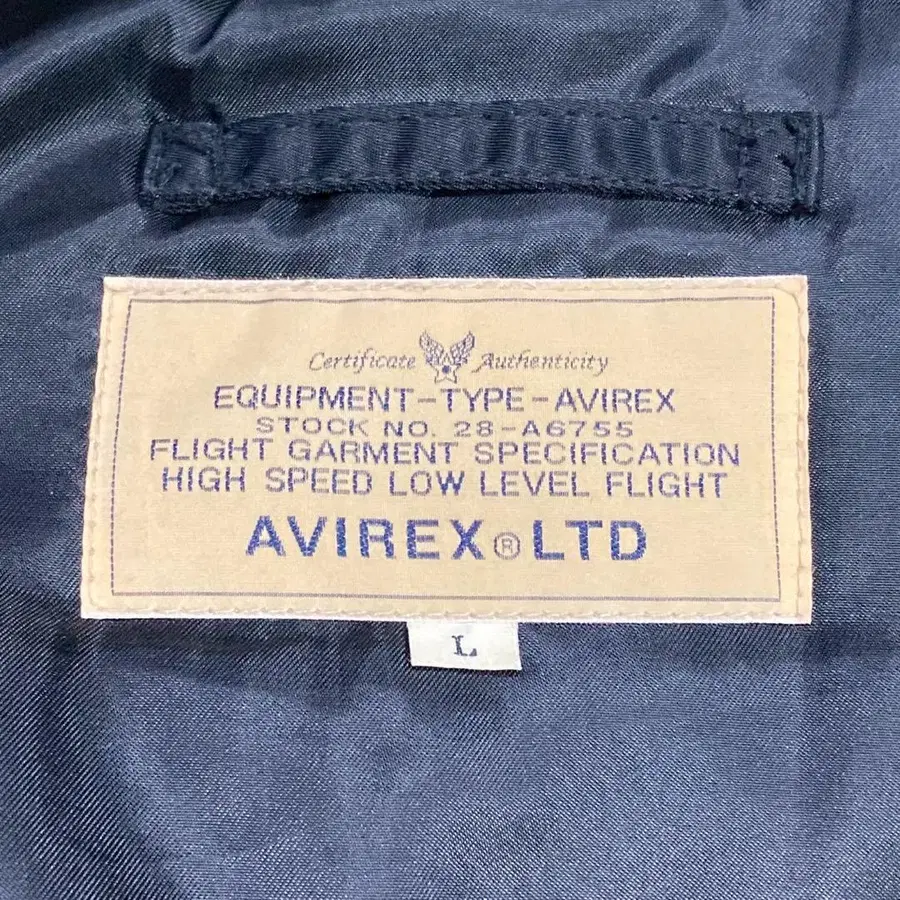 Certificate Authenticity
EQUIPMENT-TYPE-AVIREX
STOCK NO. 28-A6755
FLIGHT GARMENT SPECIFICATION
HIGH SPEED LOW LEVEL FLIGHT
AVIREX® LTD
L